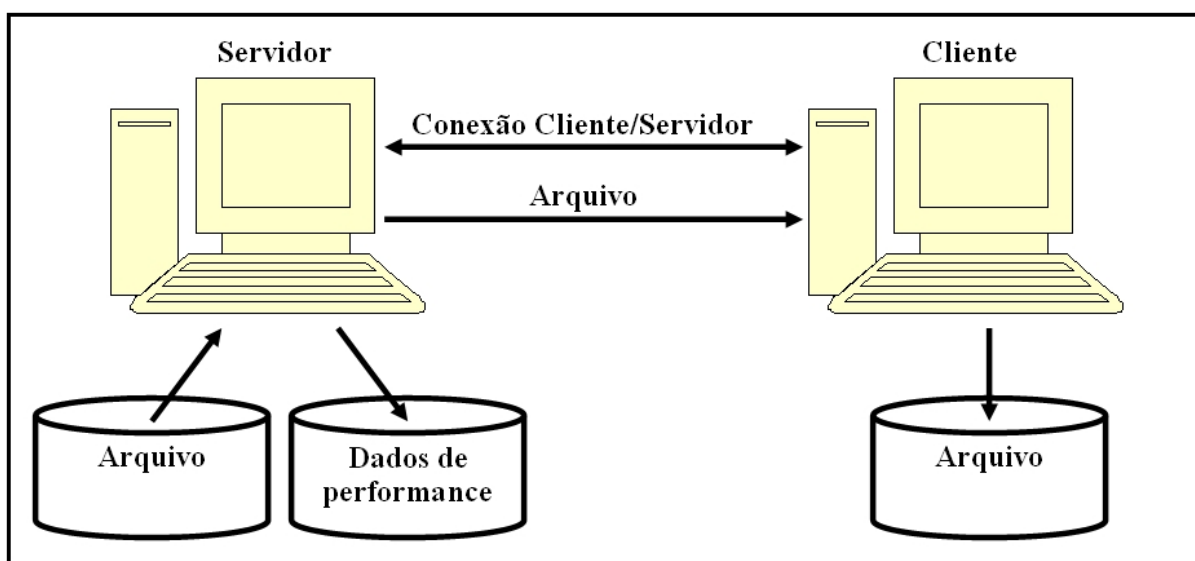 Servidor
Cliente
Conexão Cliente/Servidor
Arquivo
Arquivo
Dados de
performance
Arquivo